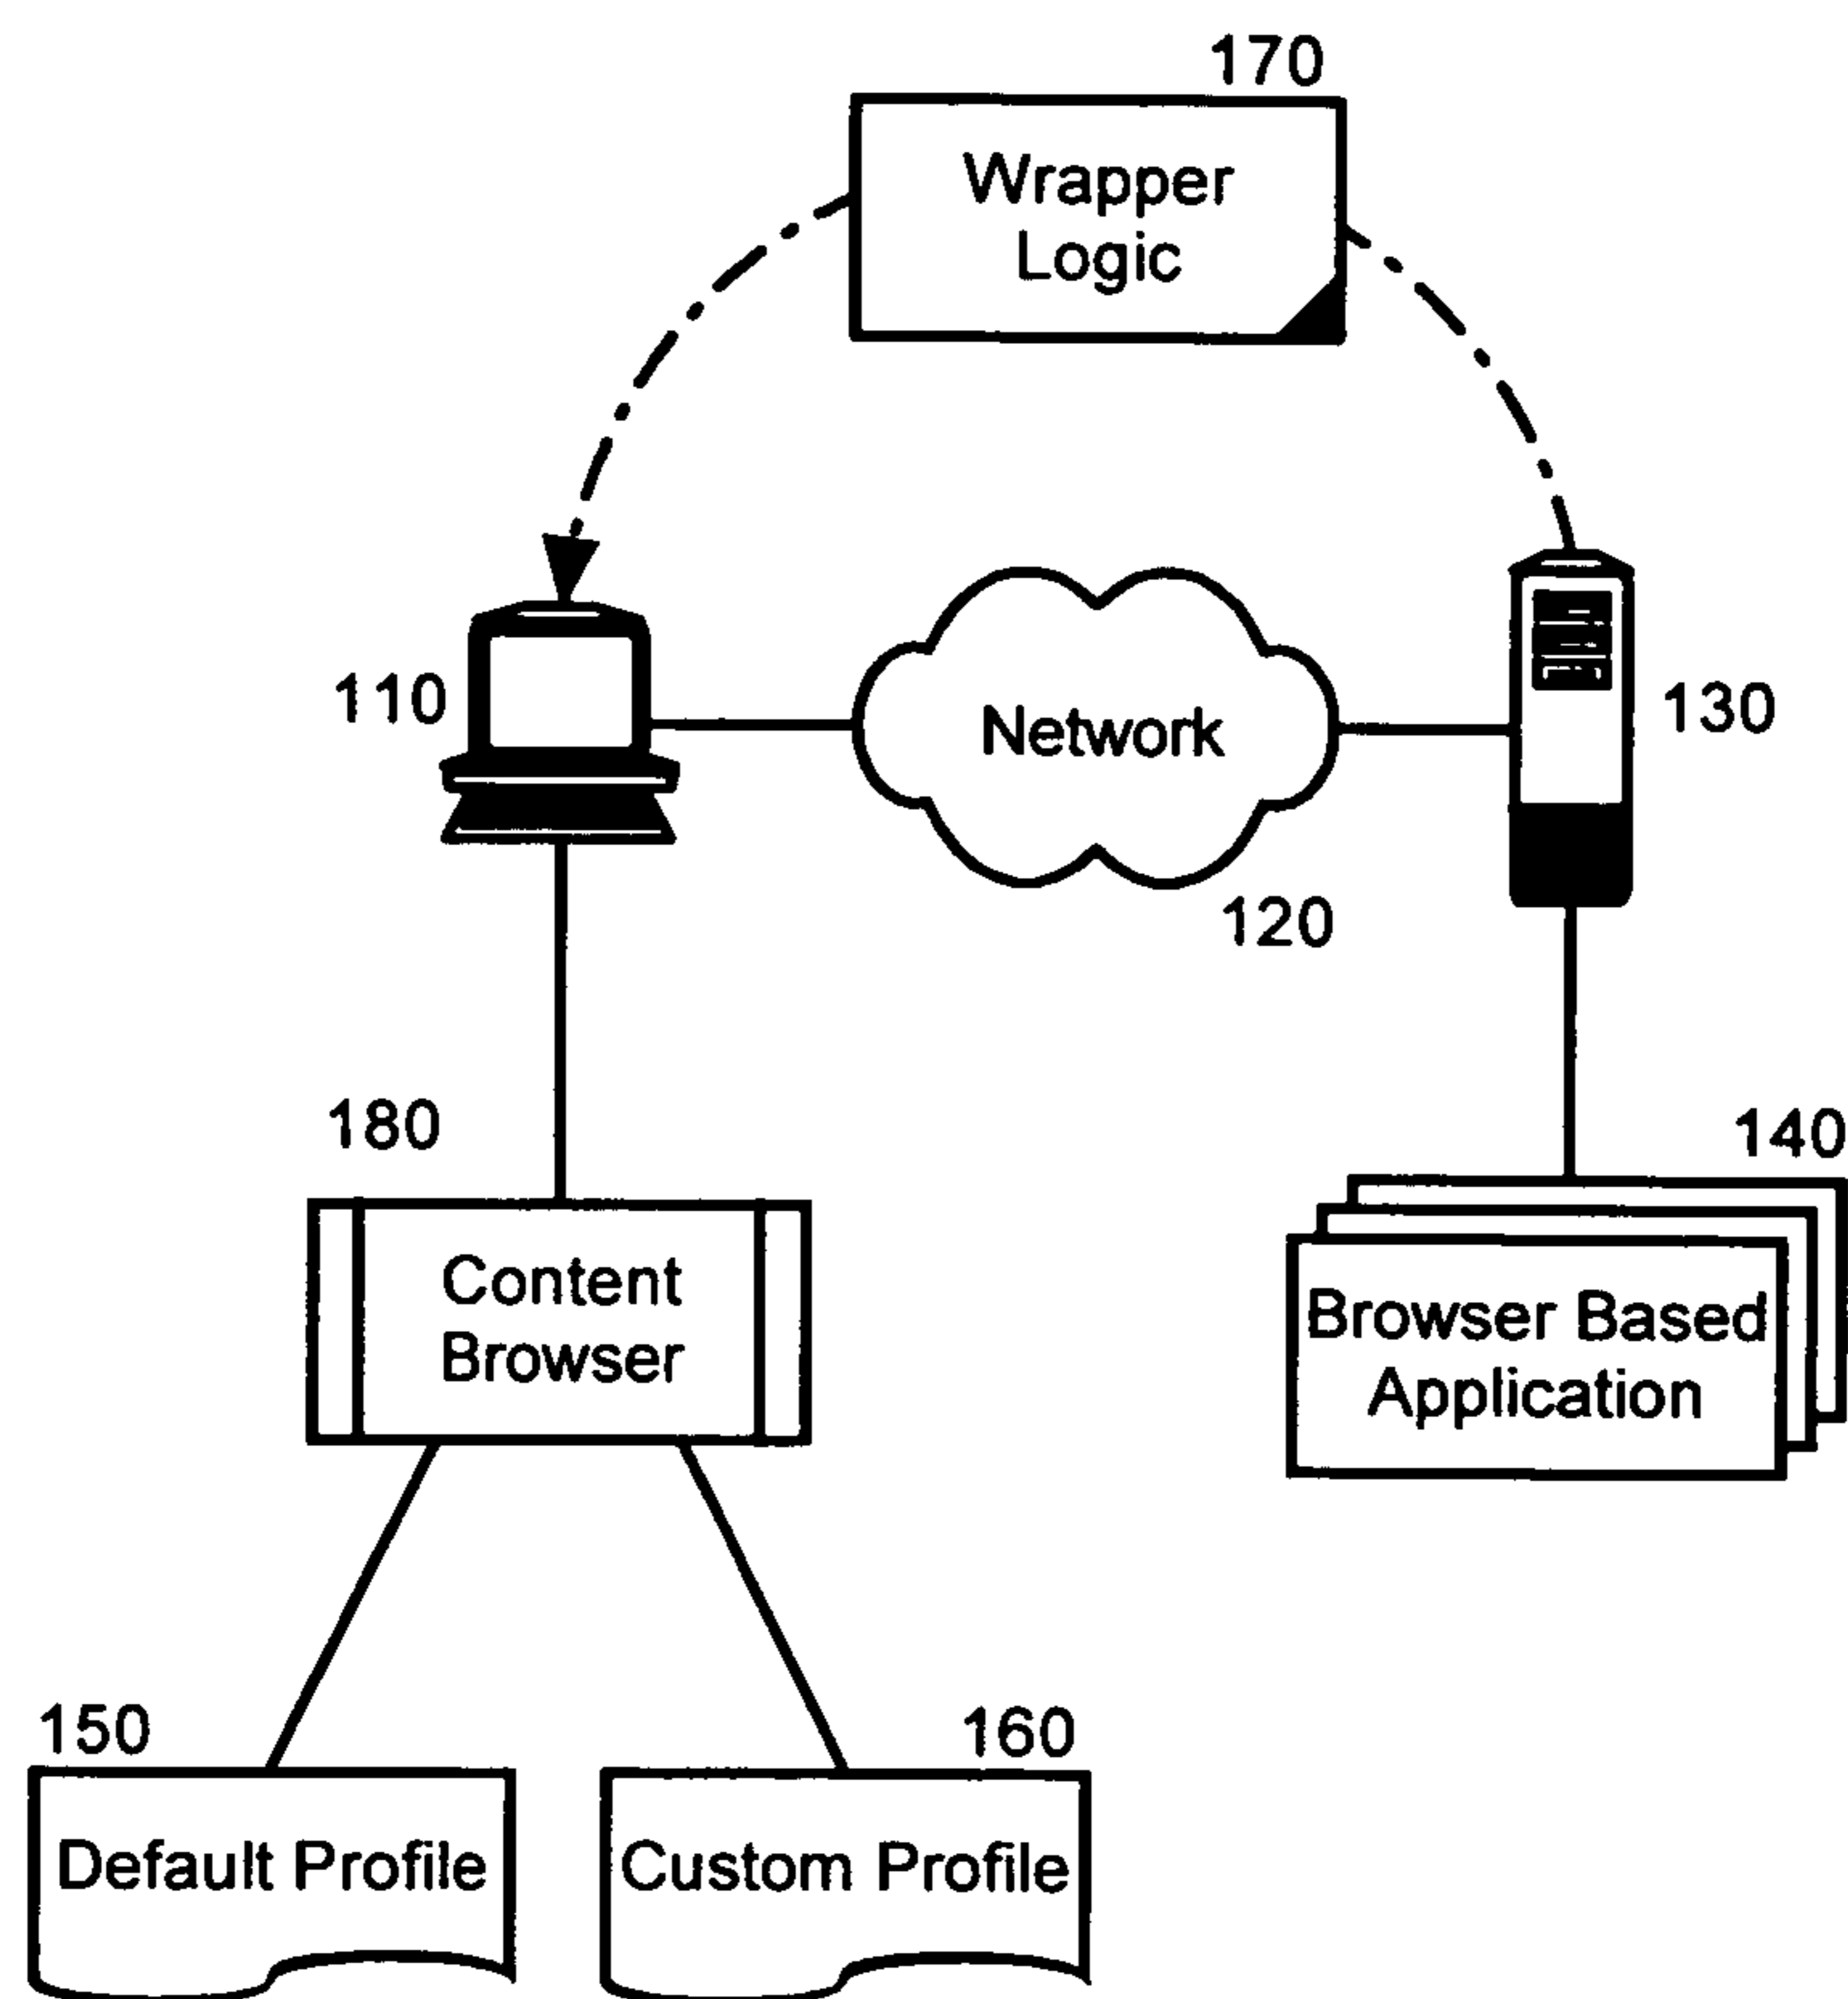 170
Wrapper
Logic
110
Network
130
120
180
140
Content
Browser
Browser Based
Application
150
160
Default Profile
Custom Profile